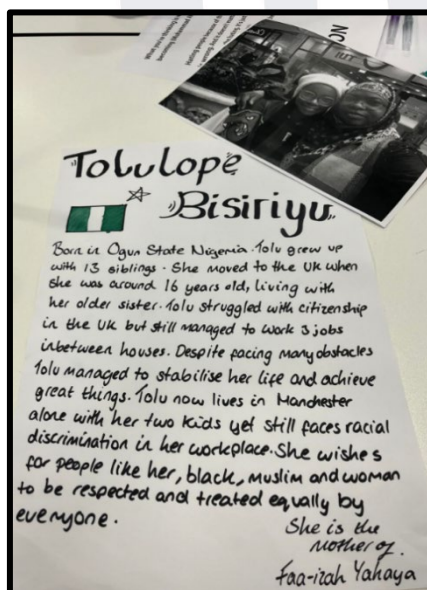 Tolulope
Bisiriyu
Born in Ogun State Nigeria. Tolu grew up
with 13 siblings. She moved to the UK when
she was around 16 years old, living with
her older sister. Tolu struggled with citizenship
in the UK but still managed to work 3 jobs
inbetween houses. Despite facing many obstacles
Tolu managed to stabilise her life and achieve
great things. Tolu now lives in Manchester
alone with her two kids yet still faces racial
discrimination in her workplace. She wishes
for people like her, black, muslim and woman
to be respected and treated equally by
everyone.
She is the
mother of.
Faa-izah Yahaya